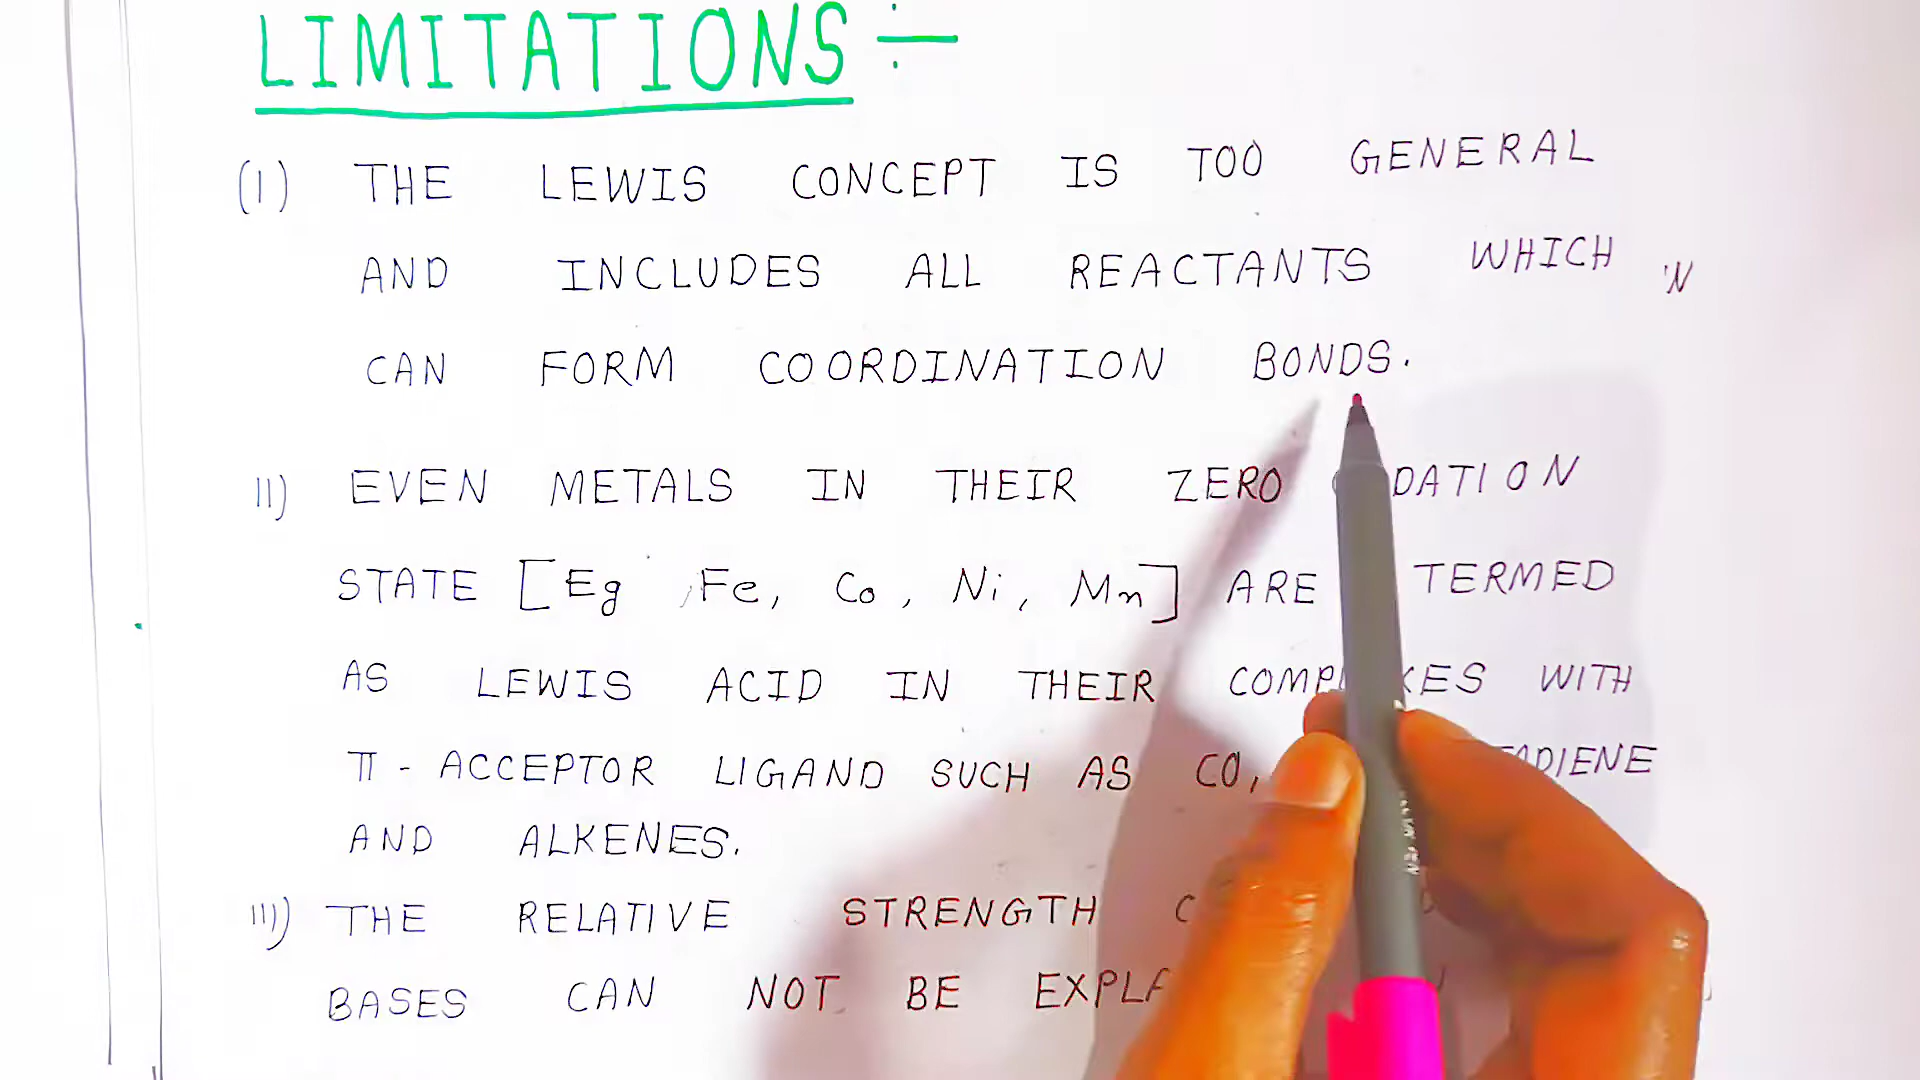 LIMITATIONS ÷
(I) THE LEWIS CONCEPT IS TOO GENERAL
AND INCLUDES ALL REACTANTS WHICH
CAN FORM COORDINATION BONDS.
II) EVEN METALS IN THEIR ZERO
STATE [Eg , Fe, Co, Ni, Mn] ARE TERMED
AS LEWIS ACID IN THEIR WITH
π - ACCEPTOR LIGAND SUCH AS CO,
AND ALKENES.
III) THE RELATIVE STRENGTH
BASES CAN NOT BE